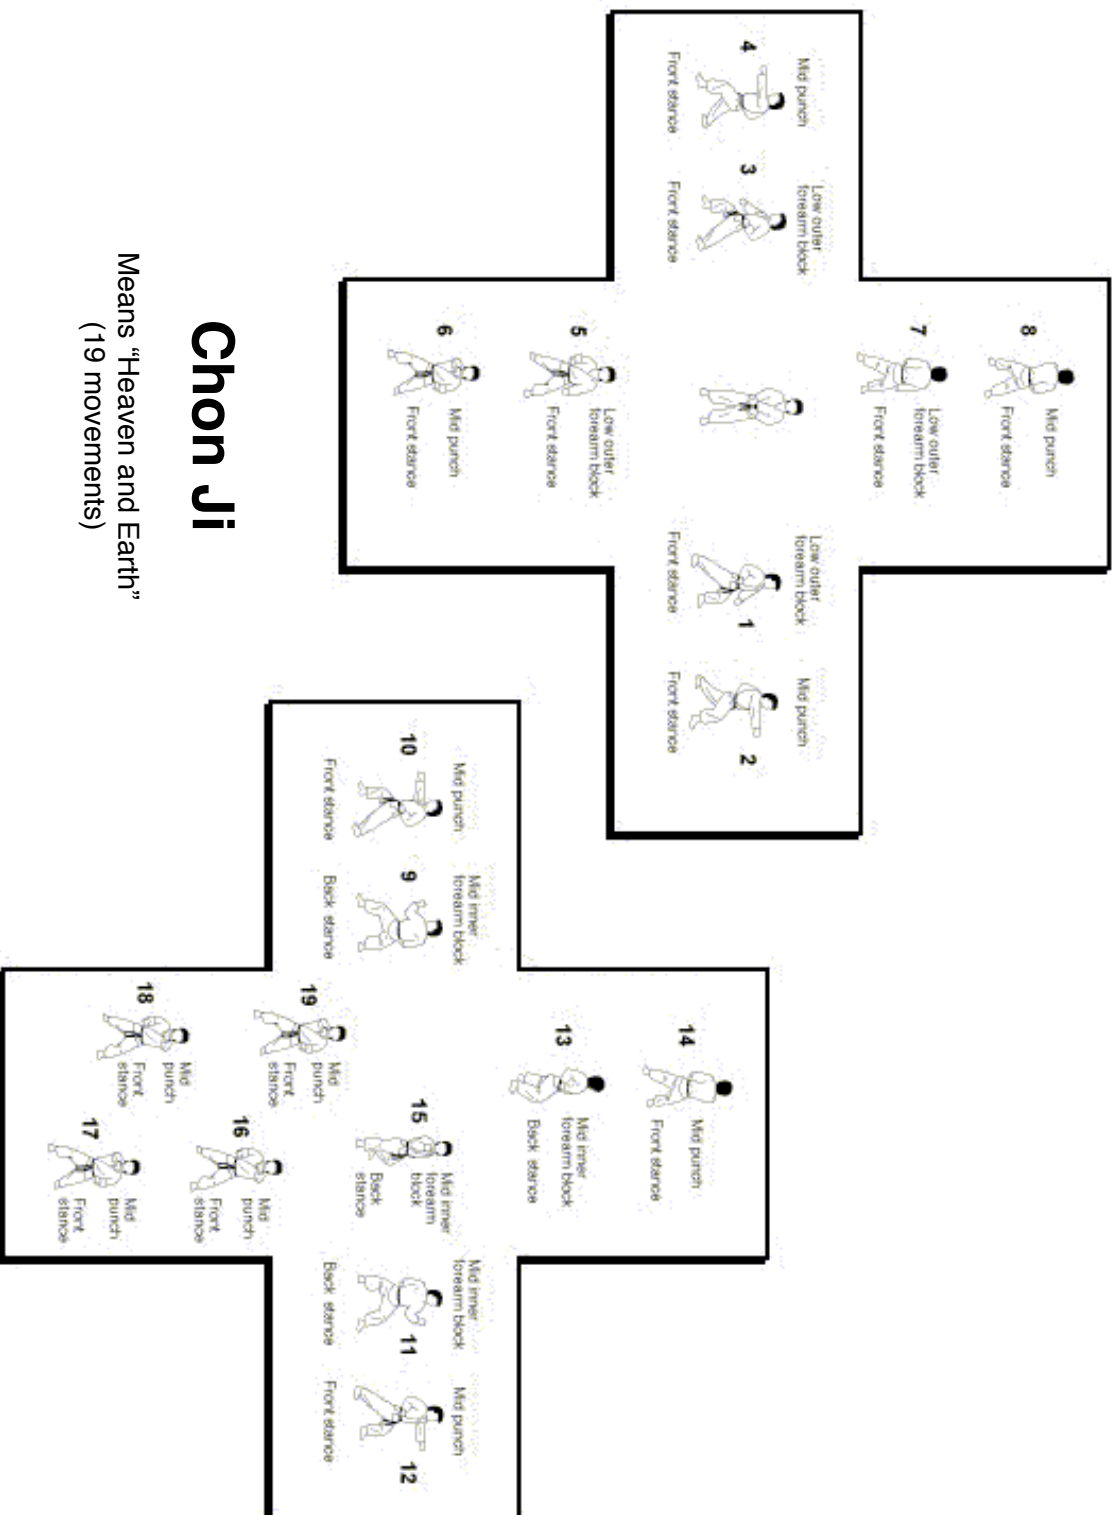 8
Mid punch
Front stance
7
Low outer
forearm block
Front stance
Mid punch
4
Front stance
Low outer
forearm block
3
Front stance
Low outer
forearm block
1
Front stance
Mid punch
2
Front stance
5
Low outer
forearm block
Front stance
6
Mid punch
Front stance
14
Mid punch
Front stance
13
Mid inner
forearm block
Back stance
Mid punch
10
Front stance
Mid inner
forearm block
9
Back stance
15
Mid inner
forearm
block
Back
stance
Mid inner
forearm block
11
Back stance
Mid punch
12
Front stance
19
Mid
punch
Front
stance
16
Mid
punch
Front
stance
18
Mid
punch
Front
stance
17
Mid
punch
Front
stance
Chon Ji
Means “Heaven and Earth”
(19 movements)